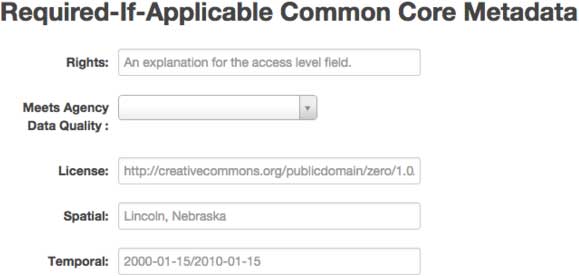 Required-If-Applicable Common Core Metadata
Rights: An explanation for the access level field.
Meets Agency
Data Quality :
License: http://creativecommons.org/publicdomain/zero/1.0.
Spatial: Lincoln, Nebraska
Temporal: 2000-01-15/2010-01-15